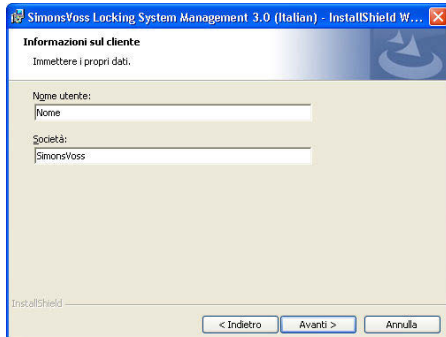 SimonsVoss Locking System Management 3.0 (Italian) - InstallShield W...
Informazioni sul cliente
Immettere i propri dati.
Nome utente:
Nome
Società:
SimonsVoss
InstallShield
< Indietro
Avanti >
Annulla